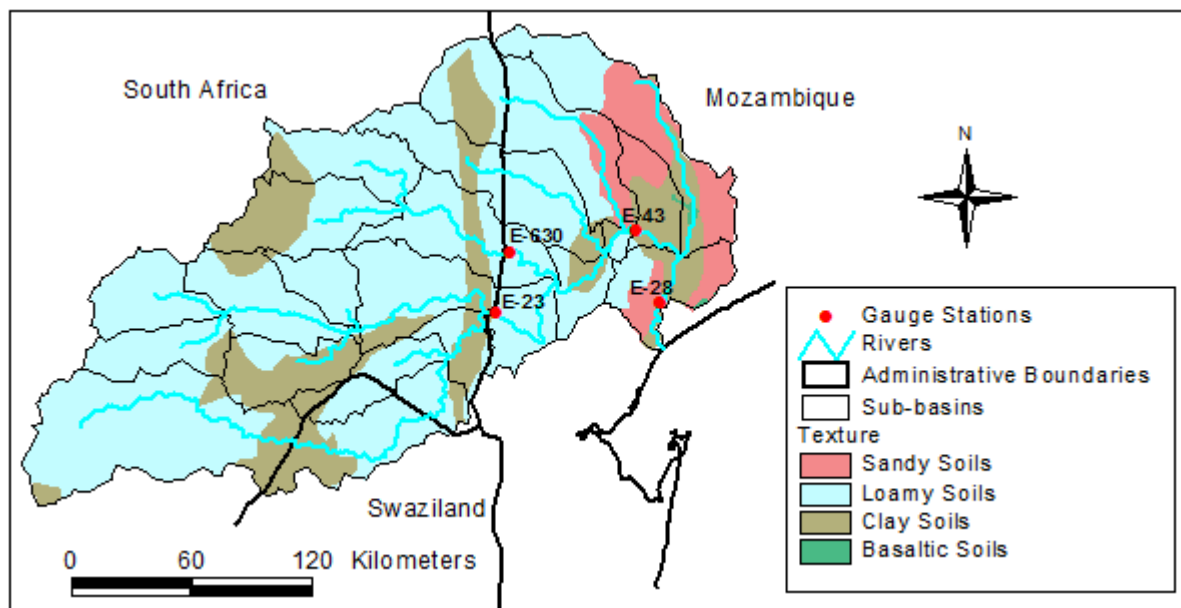 South Africa
Mozambique
N
E-43
E-630
E-28
E-23
Swaziland
0 60 120 Kilometers
Gauge Stations
Rivers
Administrative Boundaries
Sub-basins
Texture
Sandy Soils
Loamy Soils
Clay Soils
Basaltic Soils